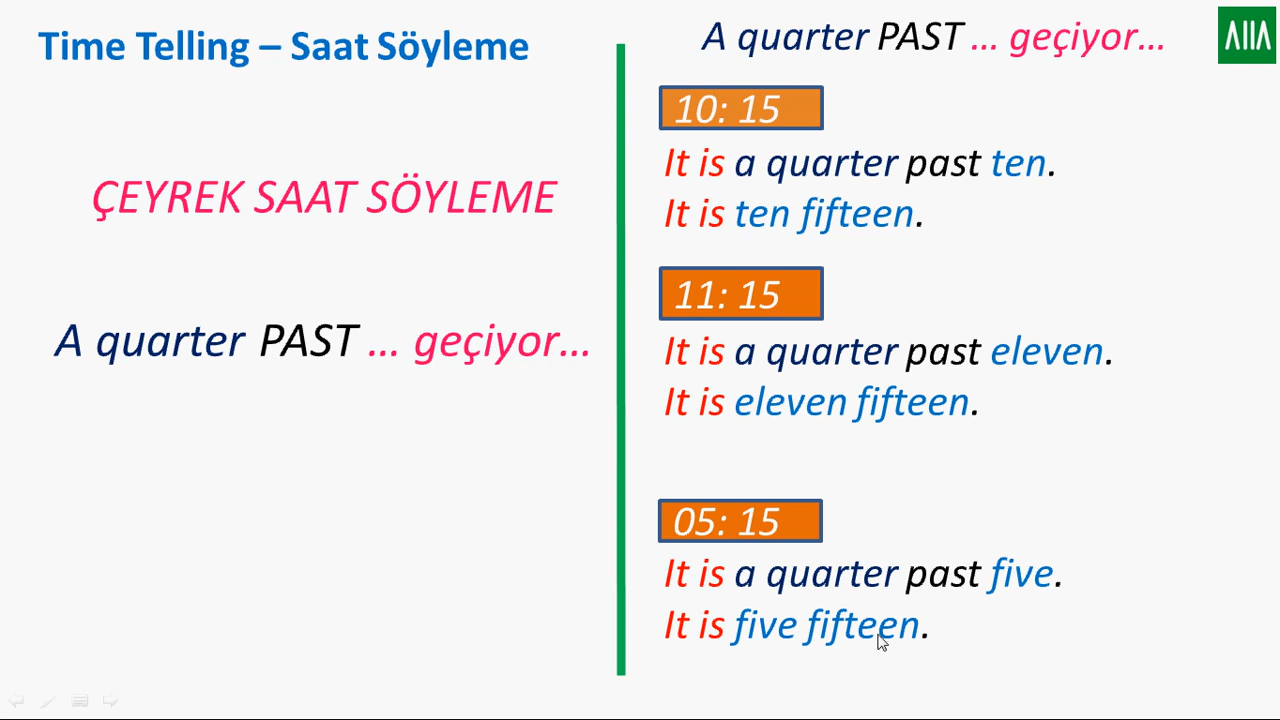 Time Telling – Saat Söyleme
ÇEYREK SAAT SÖYLEME
A quarter PAST ... geçiyor...
A quarter PAST ... geçiyor...
10: 15
It is a quarter past ten.
It is ten fifteen.
11: 15
It is a quarter past eleven.
It is eleven fifteen.
05: 15
It is a quarter past five.
It is five fifteen.